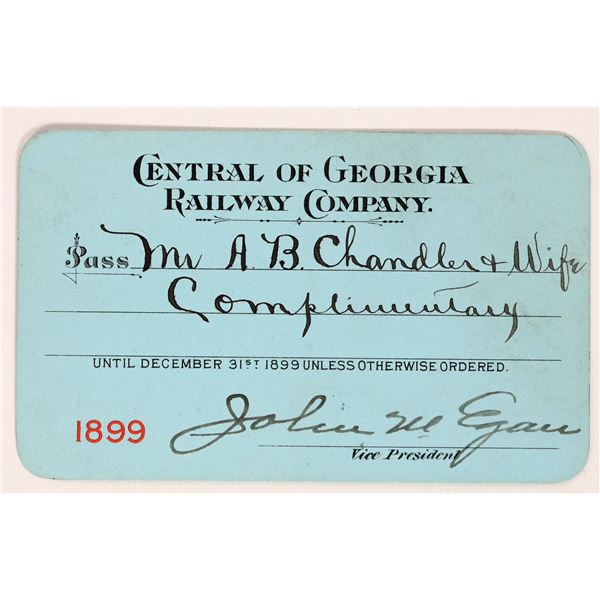 CENTRAL OF GEORGIA
RAILWAY COMPANY.
Pass Mr A. B. Chandler & Wife
Complimentary
UNTIL DECEMBER 31ST 1899 UNLESS OTHERWISE ORDERED.
1899 John M Egan
Vice President